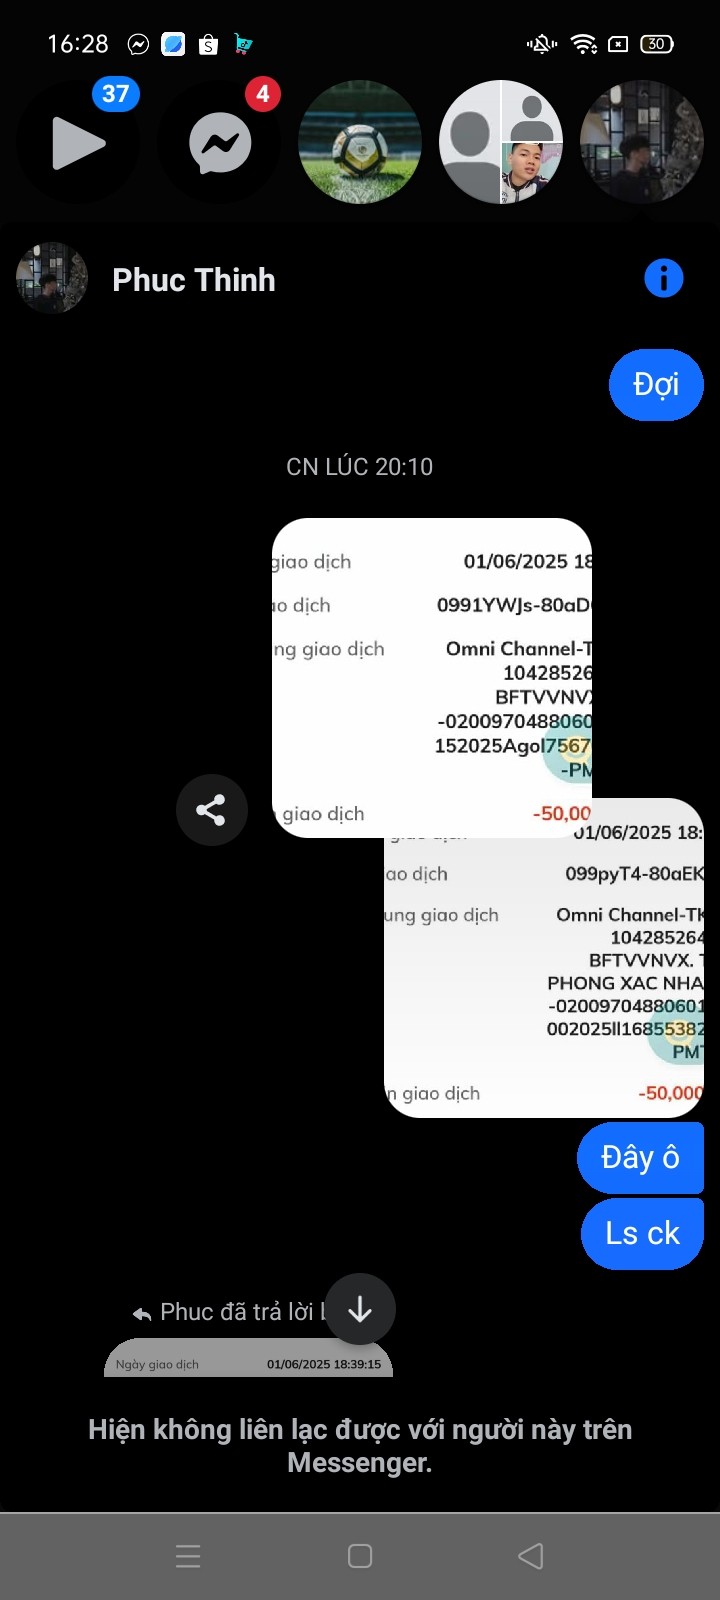 16:28
30
37
4
Phuc Thinh
Đợi
CN LÚC 20:10
giao dịch 01/06/2025 18
ao dịch 0991YWJs-80aD
ng giao dịch Omni Channel-T
10428526
BFTVVNVX
-0200970488060
152025Agol7567
-PM
giao dịch -50,00
01/06/2025 18:
ao dịch 099pyT4-80aEK
ung giao dịch Omni Channel-TK
104285264
BFTVVNVX. T
PHONG XAC NHA
-02009704880601
002025ll16855382
PMT
n giao dịch -50,000
Đây ô
Ls ck
Phuc đã trả lời
Ngày giao dịch 01/06/2025 18:39:15
Hiện không liên lạc được với người này trên
Messenger.